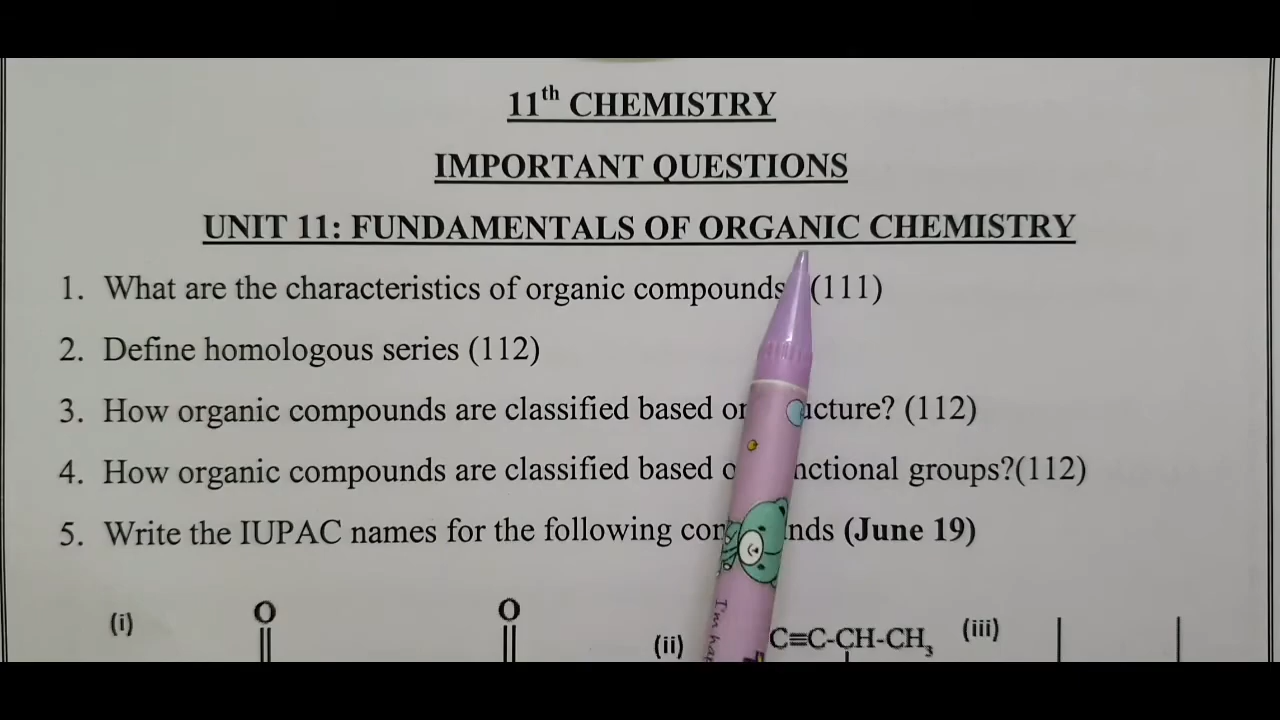 11th CHEMISTRY
IMPORTANT QUESTIONS
UNIT 11: FUNDAMENTALS OF ORGANIC CHEMISTRY
1. What are the characteristics of organic compounds (111)
2. Define homologous series (112)
3. How organic compounds are classified based ucture? (112)
4. How organic compounds are classified based nctional groups?(112)
5. Write the IUPAC names for the following nds (June 19)
(i) O O (ii) C≡C-CH-CH3 (iii)
I'm